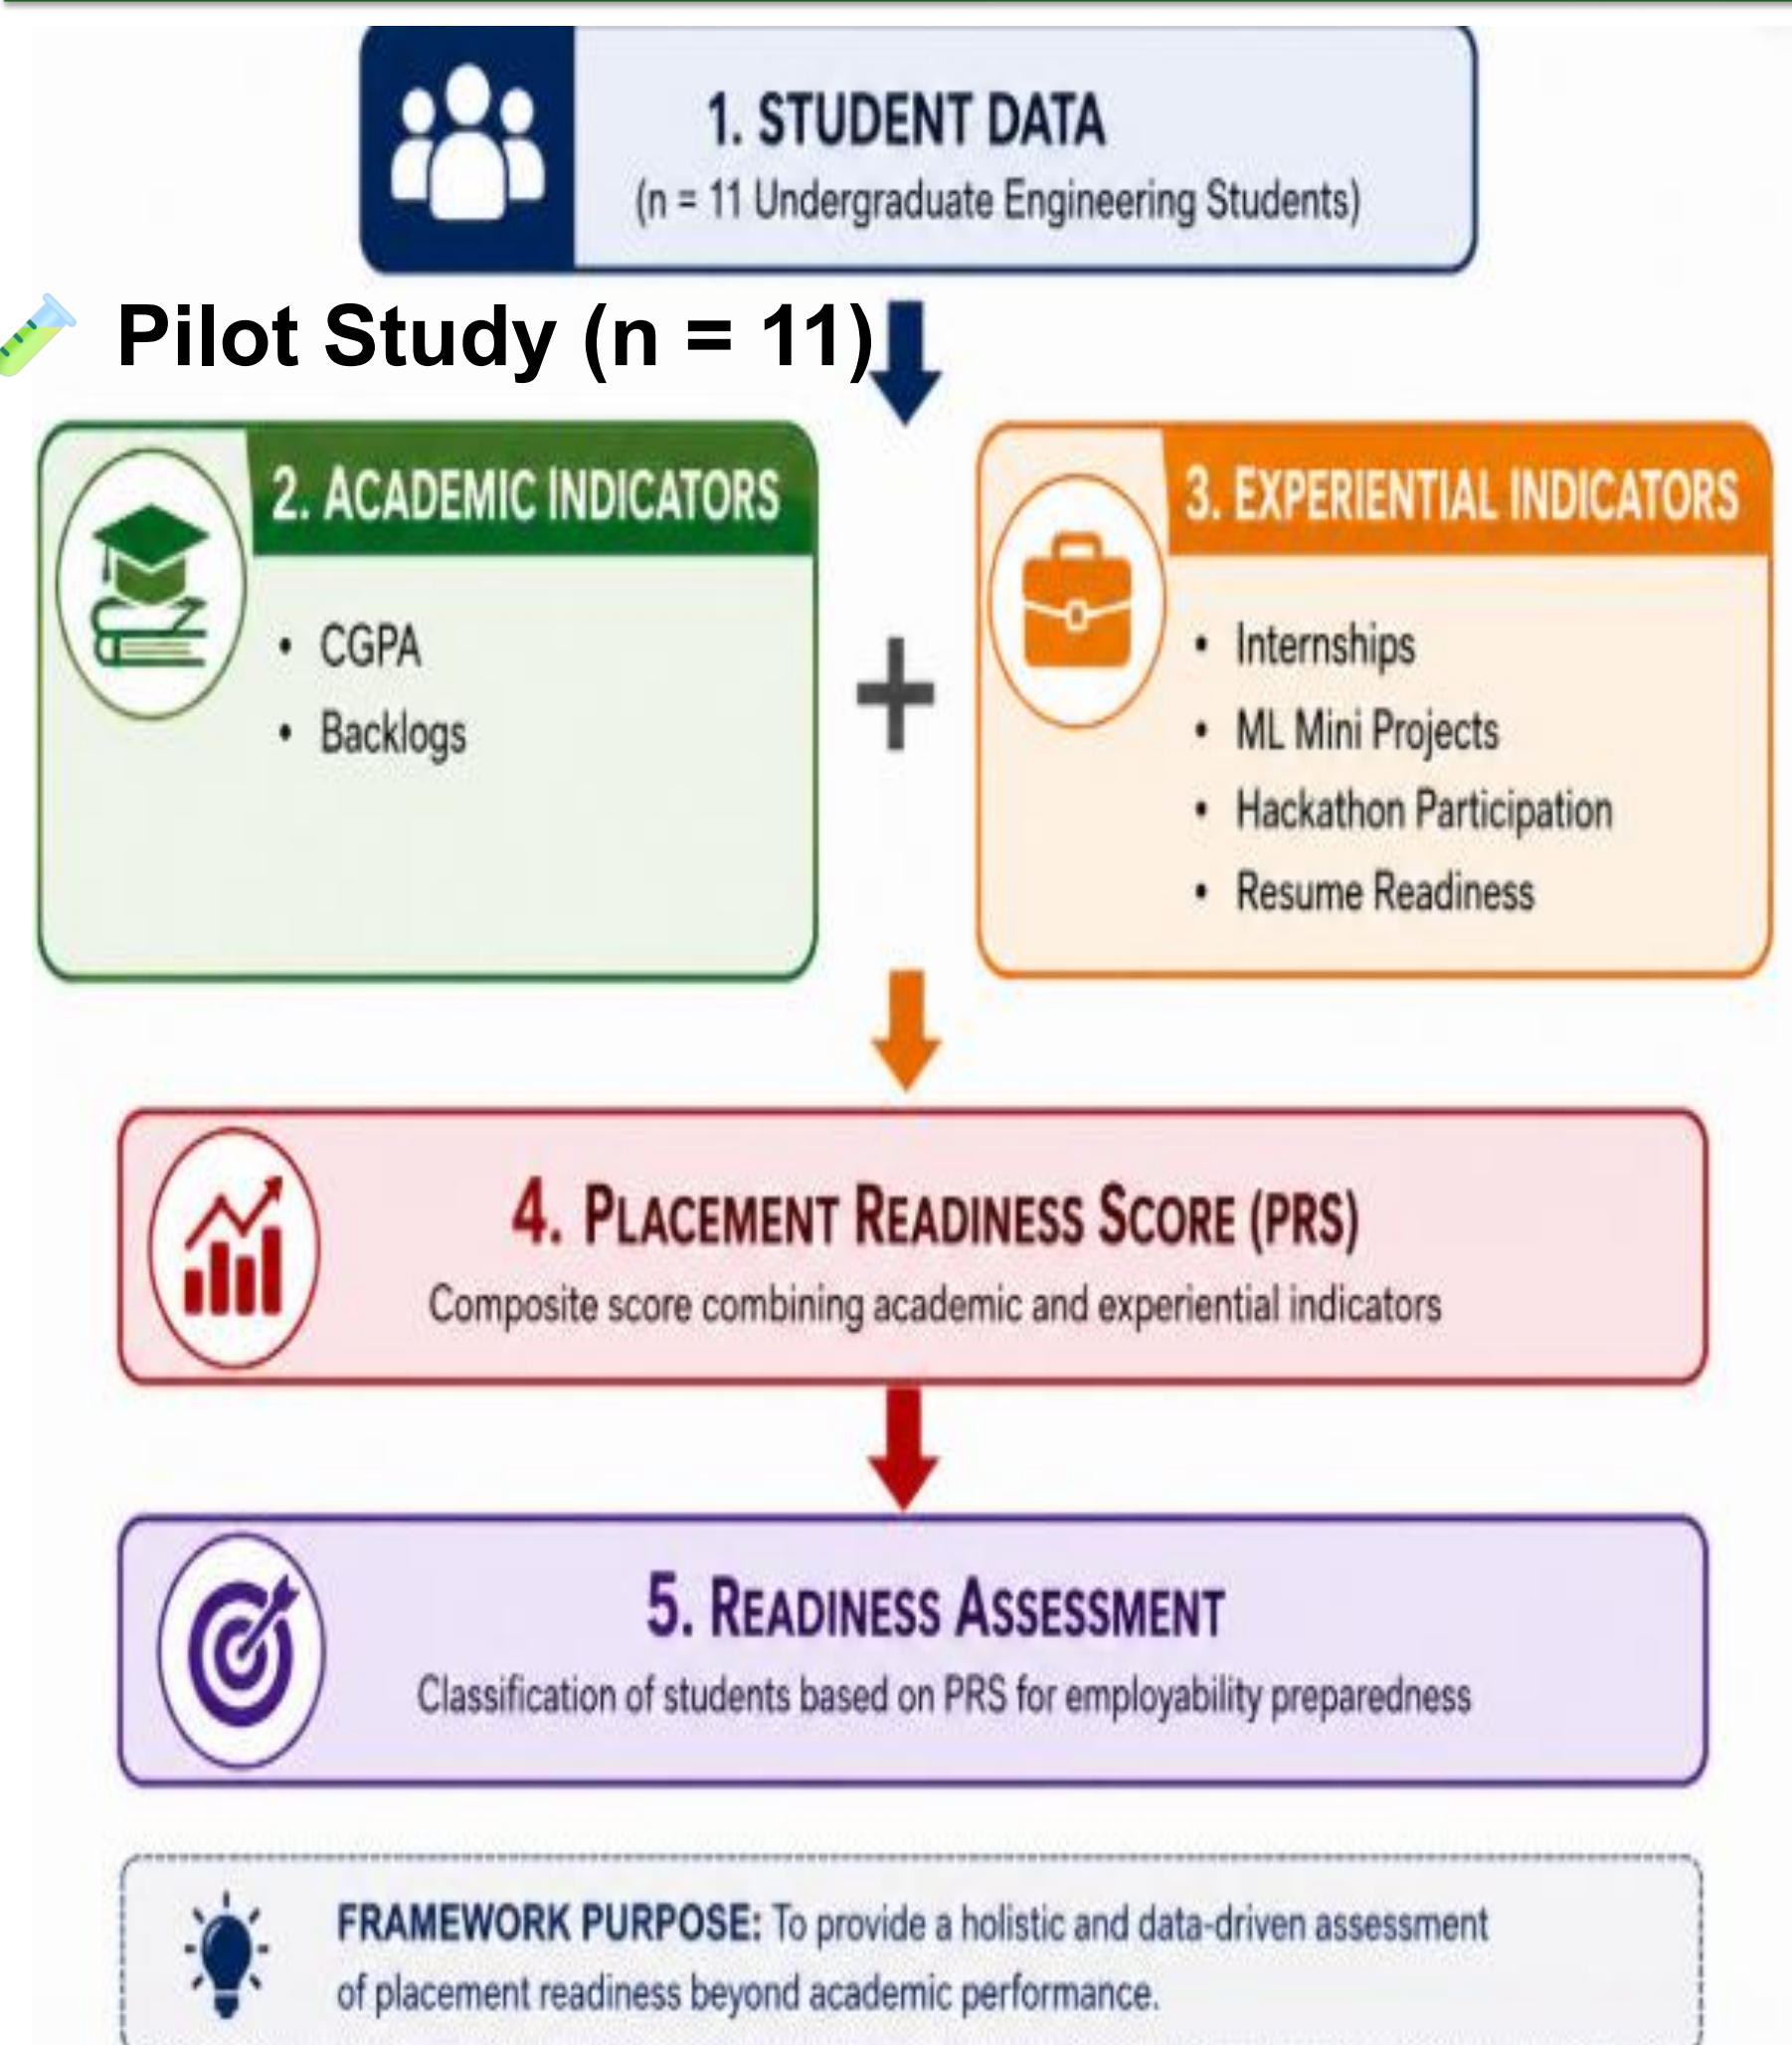 1. STUDENT DATA
(n = 11 Undergraduate Engineering Students)
Pilot Study (n = 11)
2. ACADEMIC INDICATORS
• CGPA
• Backlogs
+
3. EXPERIENTIAL INDICATORS
• Internships
• ML Mini Projects
• Hackathon Participation
• Resume Readiness
4. PLACEMENT READINESS SCORE (PRS)
Composite score combining academic and experiential indicators
5. READINESS ASSESSMENT
Classification of students based on PRS for employability preparedness
FRAMEWORK PURPOSE: To provide a holistic and data-driven assessment
of placement readiness beyond academic performance.